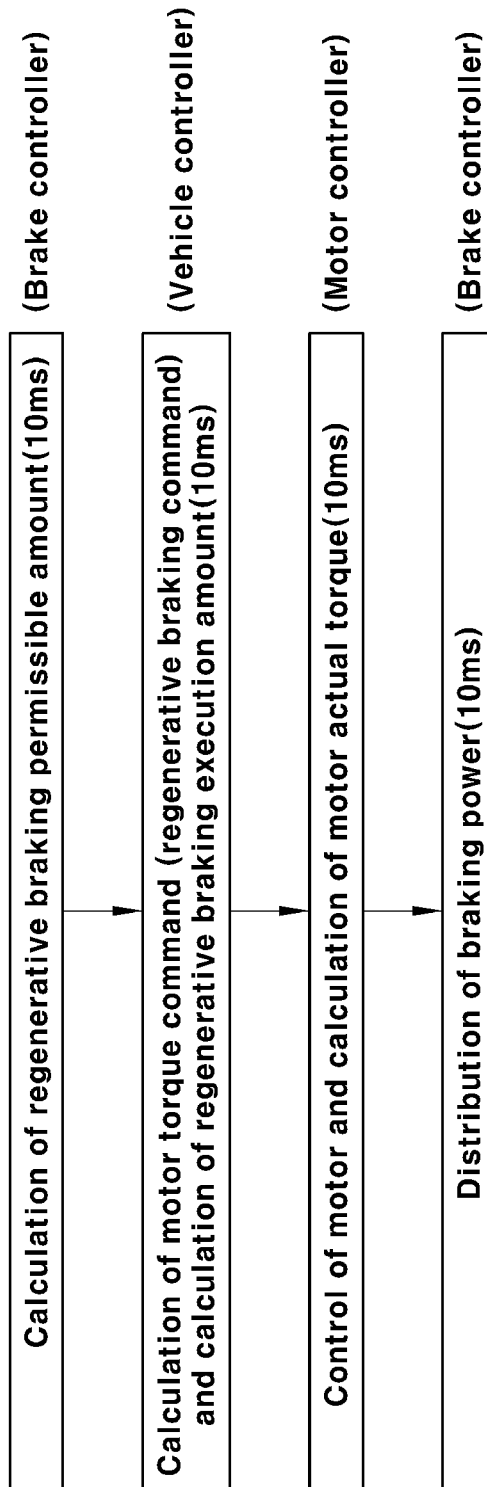 Calculation of regenerative braking permissible amount(10ms)
(Brake controller)
Calculation of motor torque command (regenerative braking command)
and calculation of regenerative braking execution amount(10ms)
(Vehicle controller)
Control of motor and calculation of motor actual torque(10ms)
(Motor controller)
Distribution of braking power(10ms)
(Brake controller)